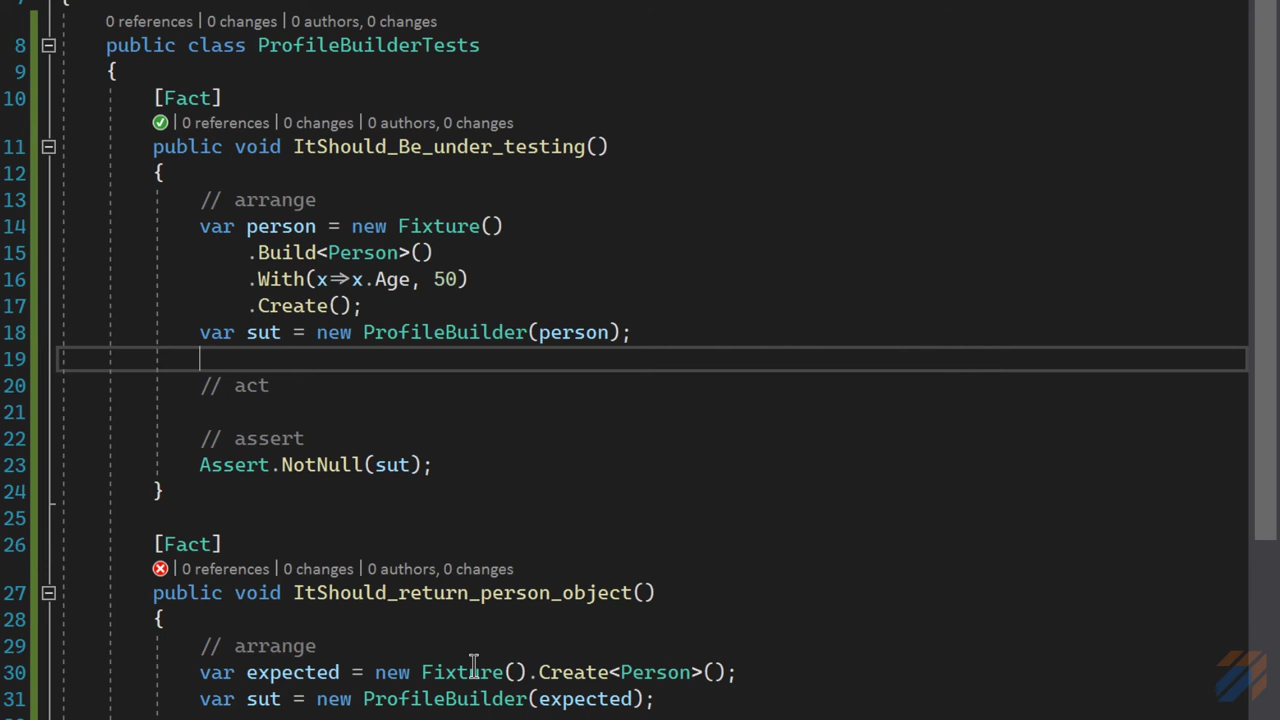 0 references | 0 changes | 0 authors, 0 changes
8 public class ProfileBuilderTests
9 {
10 [Fact]
0 references | 0 changes | 0 authors, 0 changes
11 public void ItShould_Be_under_testing()
12 {
13 // arrange
14 var person = new Fixture()
15 .Build<Person>()
16 .With(x=>x.Age, 50)
17 .Create();
18 var sut = new ProfileBuilder(person);
19
20 // act
21
22 // assert
23 Assert.NotNull(sut);
24 }
25
26 [Fact]
0 references | 0 changes | 0 authors, 0 changes
27 public void ItShould_return_person_object()
28 {
29 // arrange
30 var expected = new Fixture().Create<Person>();
31 var sut = new ProfileBuilder(expected);